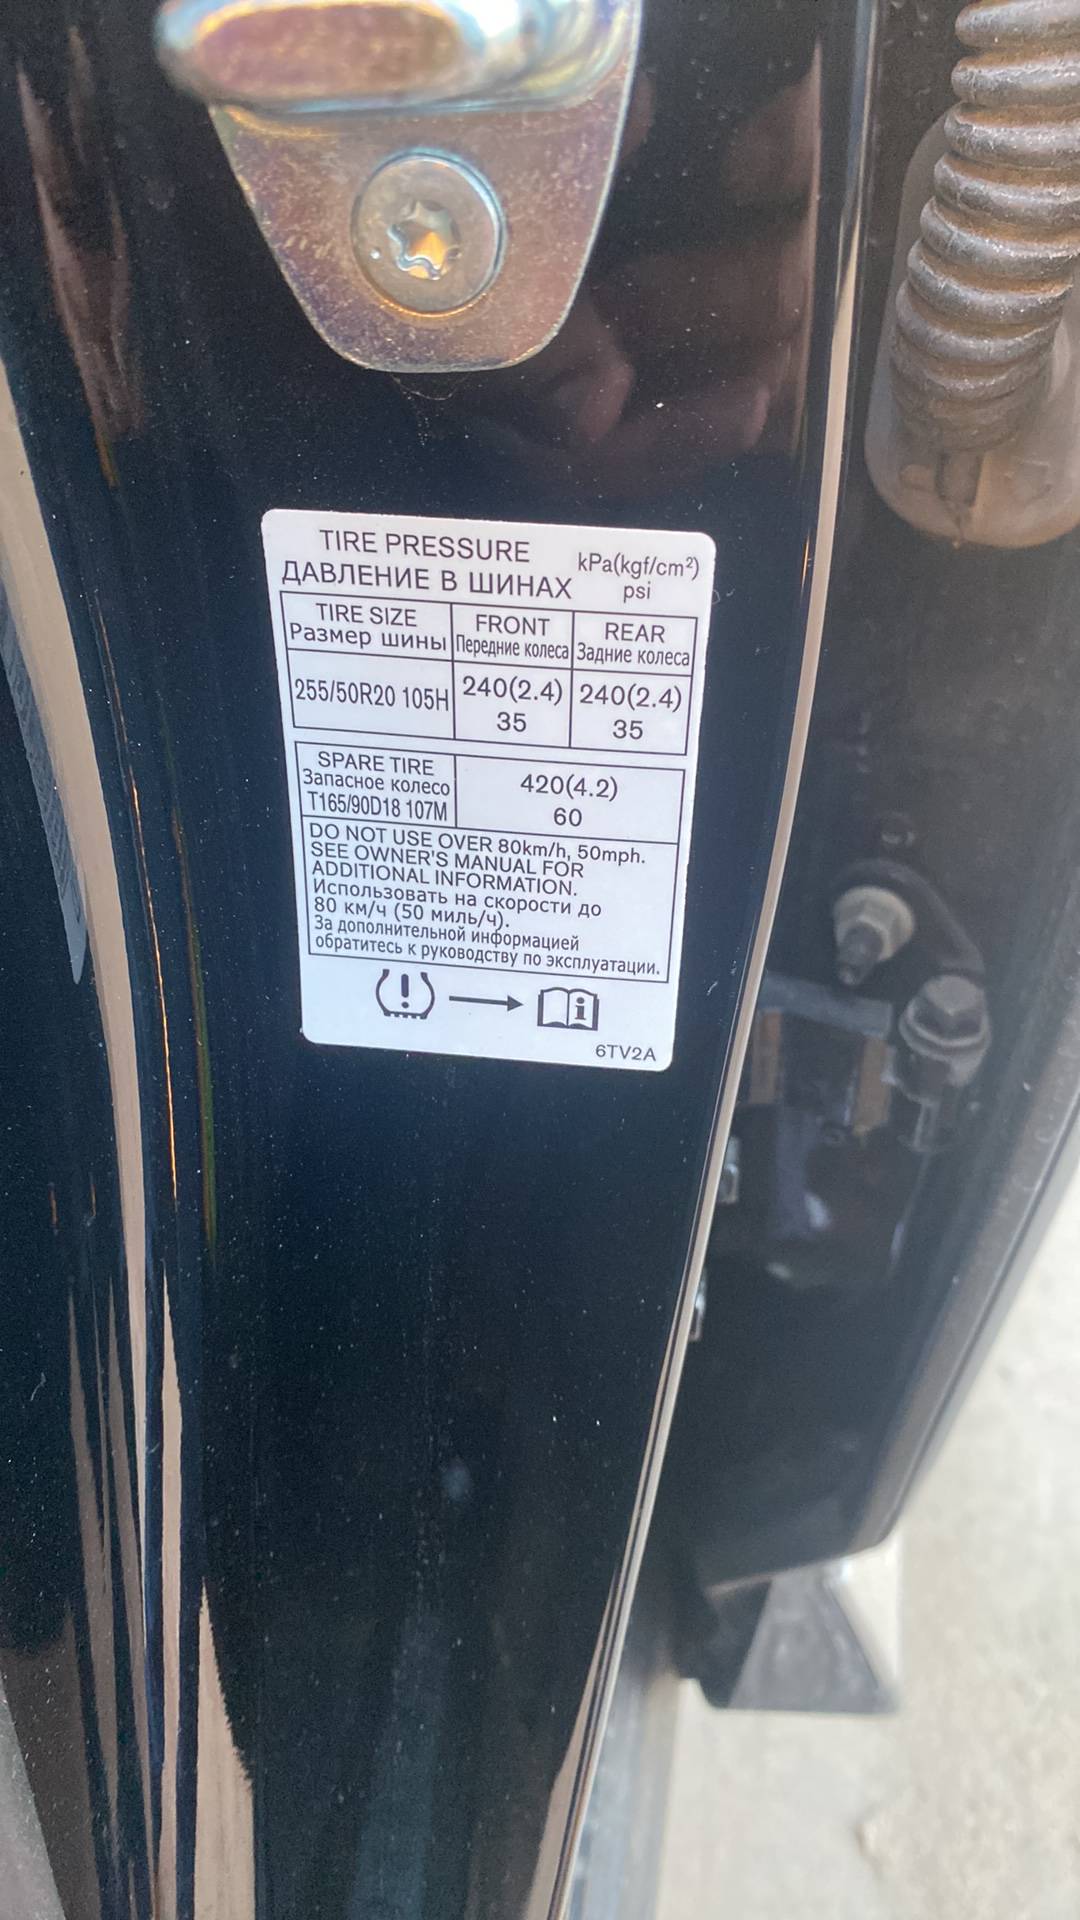 TIRE PRESSURE kPa(kgf/cm²)
ДАВЛЕНИЕ В ШИНАХ psi
TIRE SIZE FRONT REAR
Размер шины Передние колеса Задние колеса
255/50R20 105H 240(2.4) 240(2.4)
35 35
SPARE TIRE
Запасное колесо 420(4.2)
T165/90D18 107M 60
DO NOT USE OVER 80km/h, 50mph.
SEE OWNER'S MANUAL FOR
ADDITIONAL INFORMATION.
Использовать на скорости до
80 км/ч (50 миль/ч).
За дополнительной информацией
обратитесь к руководству по эксплуатации.
6TV2A